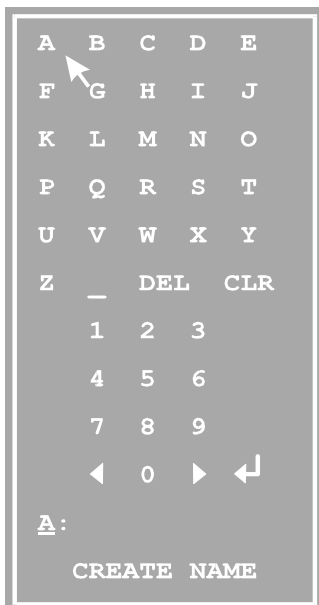 A B C D E
F G H I J
K L M N O
P Q R S T
U V W X Y
Z _ DEL CLR
1 2 3
4 5 6
7 8 9
0
A:
CREATE NAME